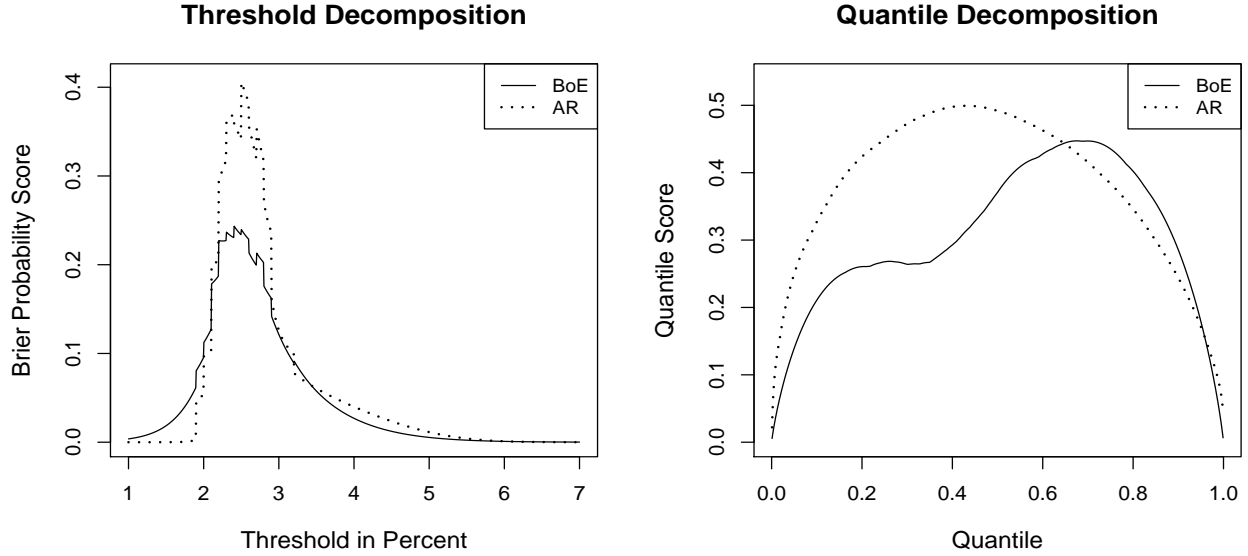 Threshold Decomposition
Brier Probability Score
0.4
0.3
0.2
0.1
0.0
BoE
AR
1 2 3 4 5 6 7
Threshold in Percent
Quantile Decomposition
Quantile Score
0.5
0.4
0.3
0.2
0.1
0.0
BoE
AR
0.0 0.2 0.4 0.6 0.8 1.0
Quantile